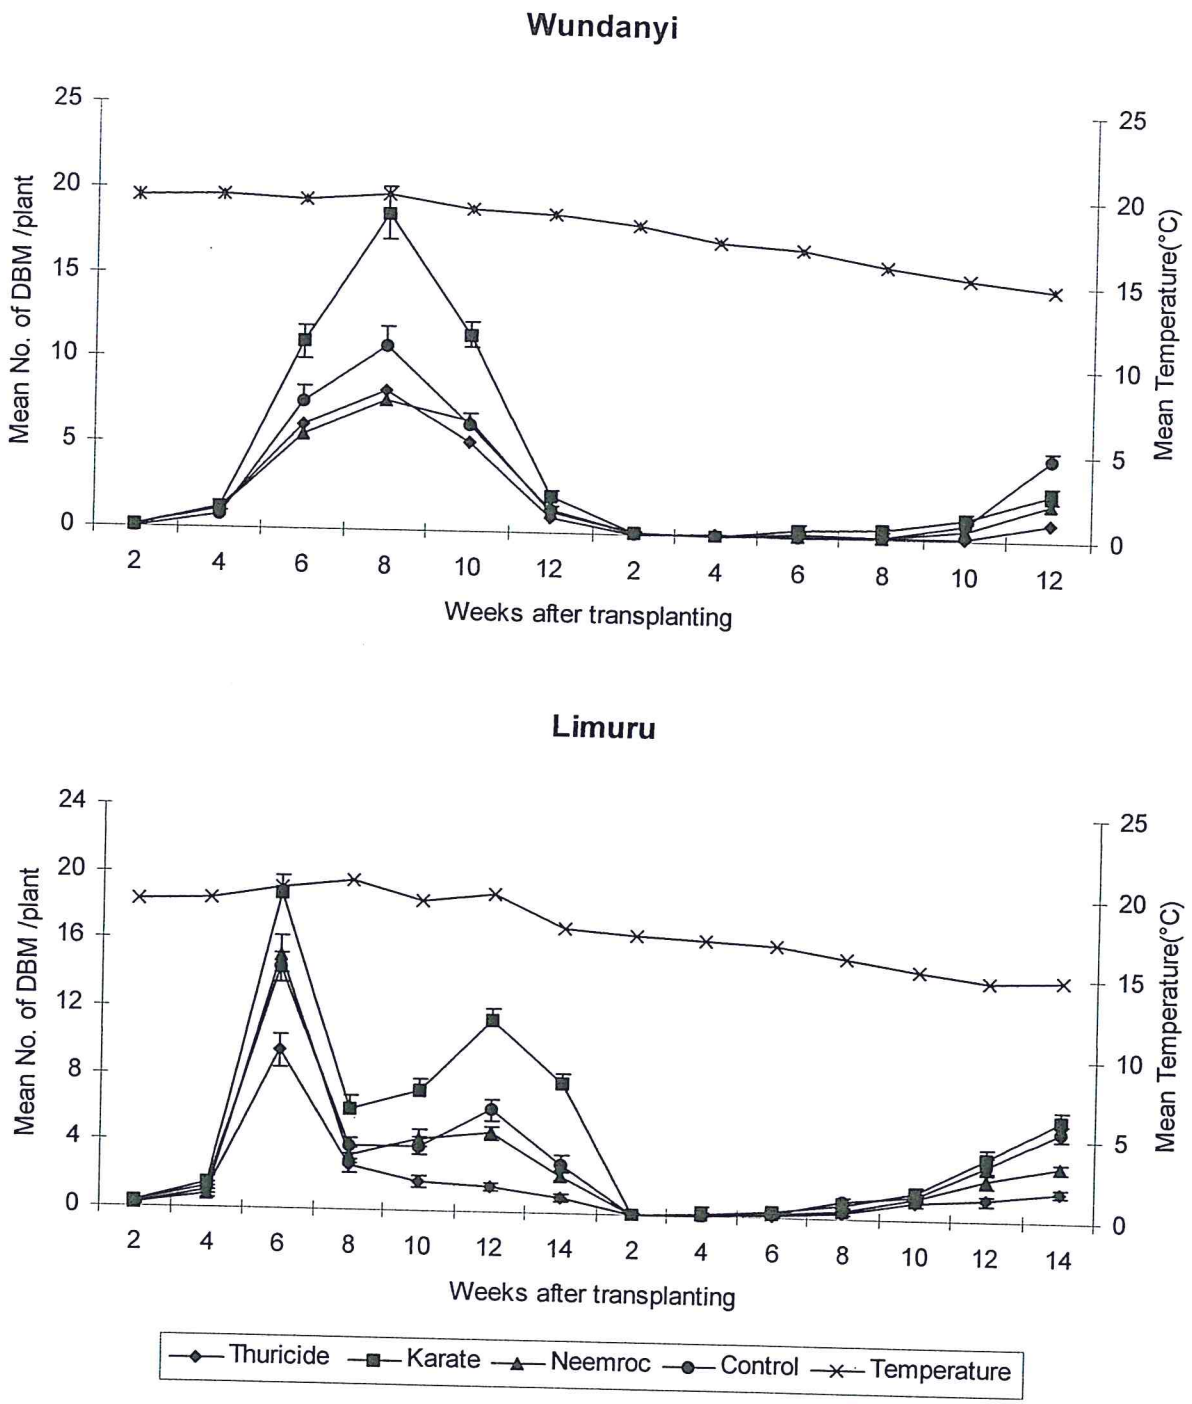 Wundanyi
25
20
15
10
5
0
Mean No. of DBM /plant
25
20
15
10
5
0
Mean Temperature(°C)
2 4 6 8 10 12 2 4 6 8 10 12
Weeks after transplanting
Limuru
24
20
16
12
8
4
0
Mean No. of DBM /plant
25
20
15
10
5
0
Mean Temperature(°C)
2 4 6 8 10 12 14 2 4 6 8 10 12 14
Weeks after transplanting
Thuricide Karate Neemroc Control Temperature